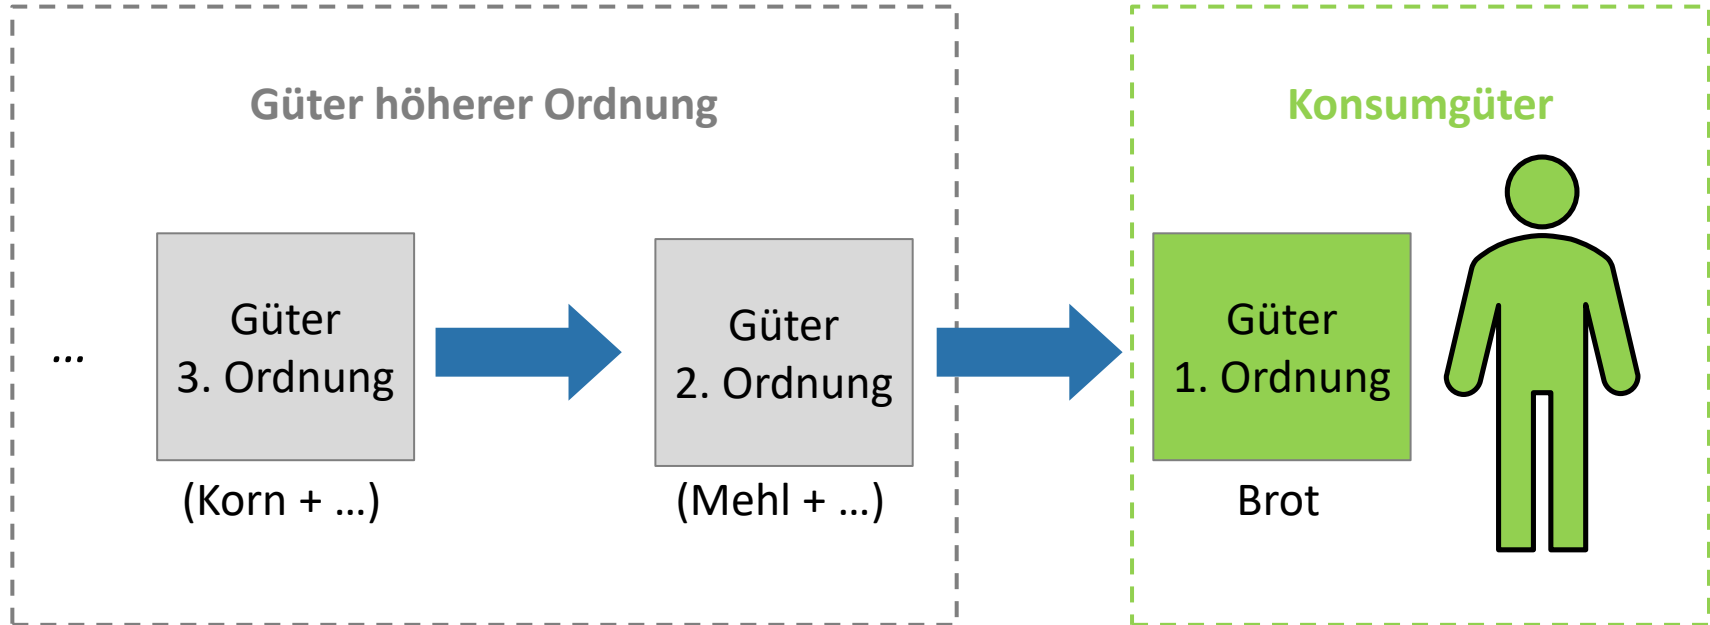 Güter höherer Ordnung
Konsumgüter
...
Güter
3. Ordnung
(Korn + ...)
Güter
2. Ordnung
(Mehl + ...)
Güter
1. Ordnung
Brot